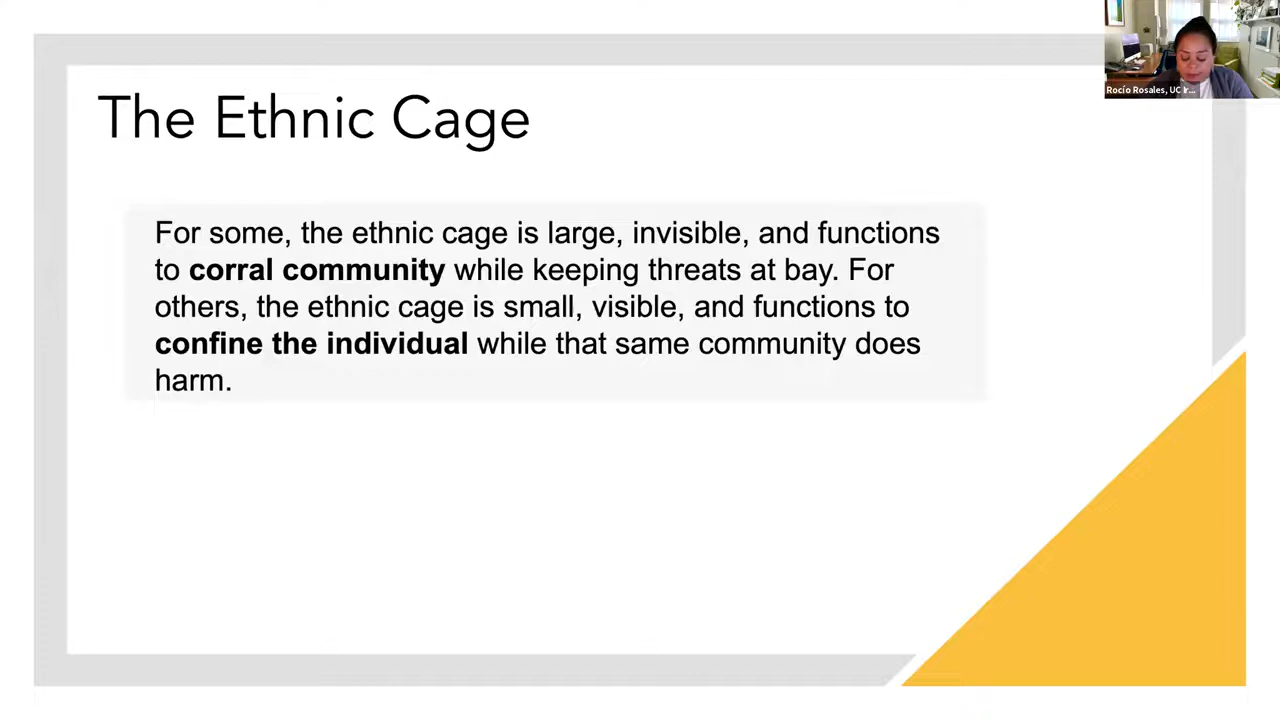 The Ethnic Cage
For some, the ethnic cage is large, invisible, and functions
to corral community while keeping threats at bay. For
others, the ethnic cage is small, visible, and functions to
confine the individual while that same community does
harm.
Rocío Rosales, UC Ir...